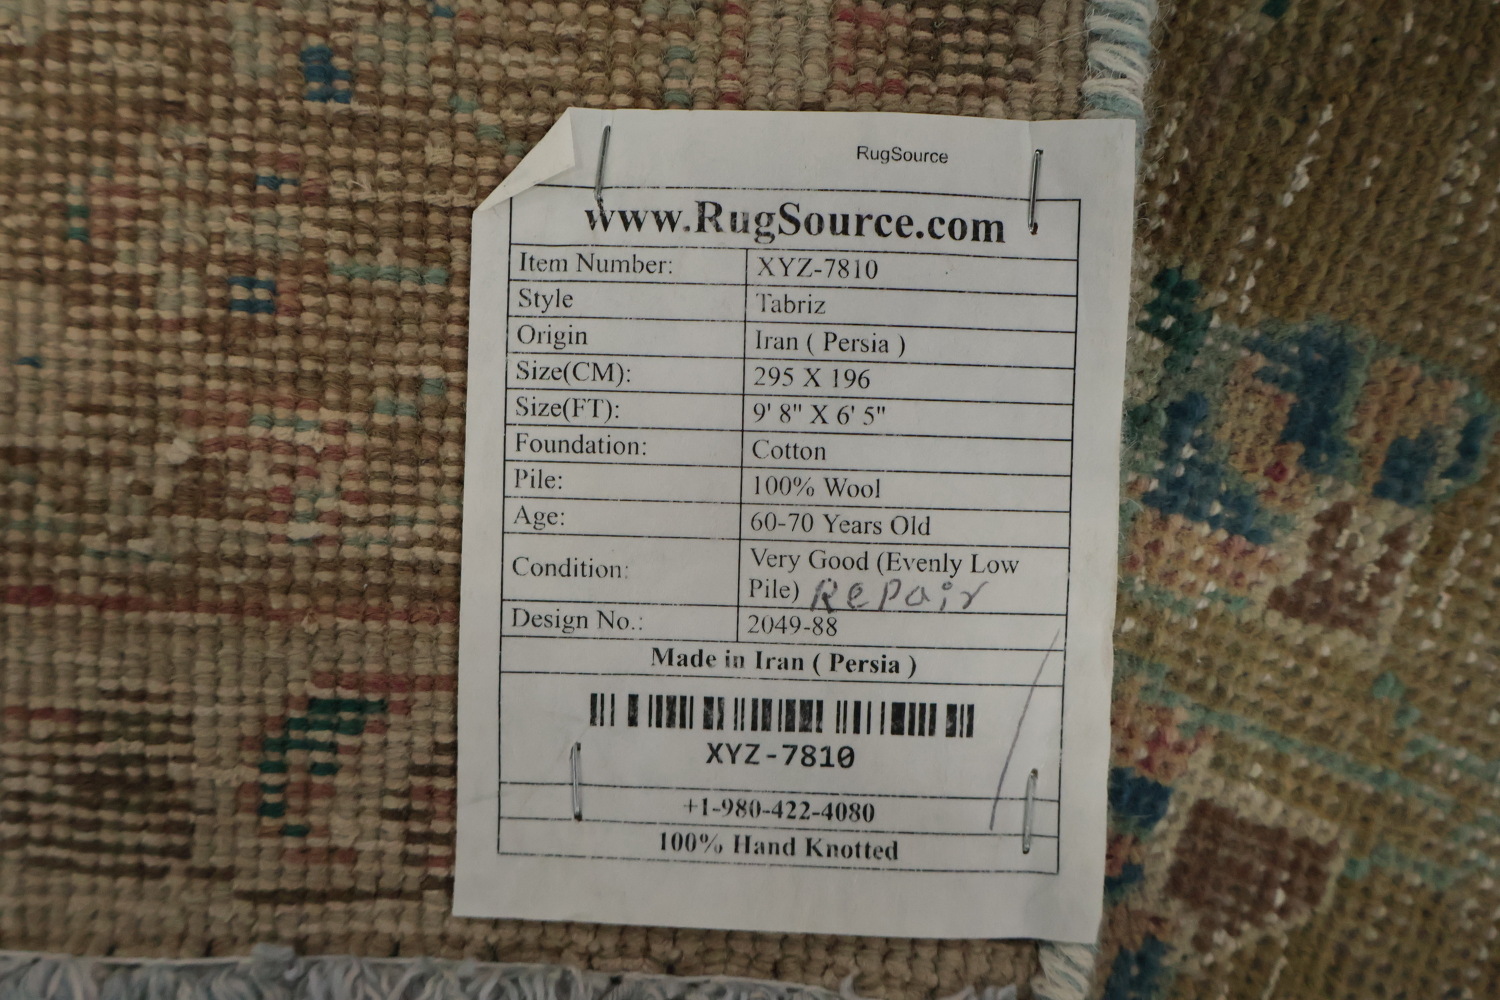 RugSource
www.RugSource.com
Item Number: XYZ-7810
Style Tabriz
Origin Iran ( Persia )
Size(CM): 295 X 196
Size(FT): 9' 8" X 6' 5"
Foundation: Cotton
Pile: 100% Wool
Age: 60-70 Years Old
Condition: Very Good (Evenly Low
Pile) Repair
Design No.: 2049-88
Made in Iran ( Persia )
XYZ-7810
+1-980-422-4080
100% Hand Knotted